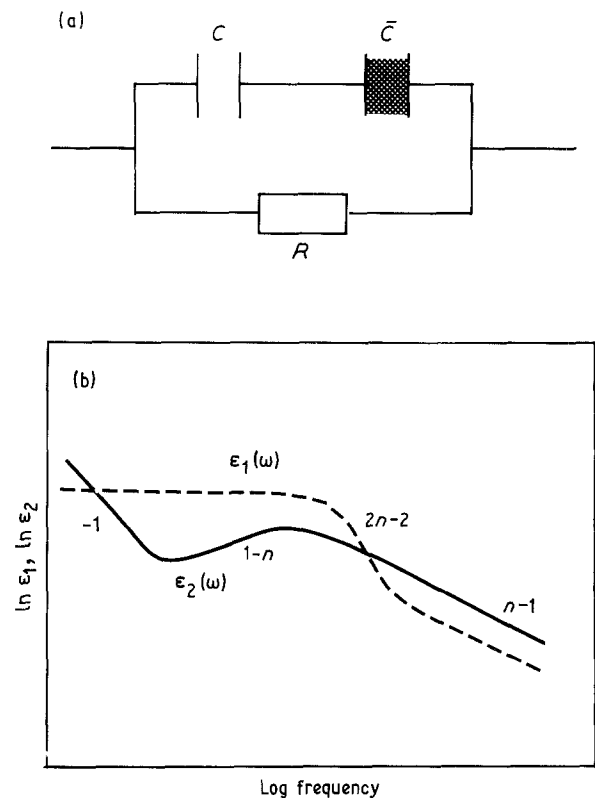 (a)
C
C̄
R
(b)
ε₁(ω)
2n-2
-1
1-n
n-1
ε₂(ω)
ln ε₁, ln ε₂
Log frequency